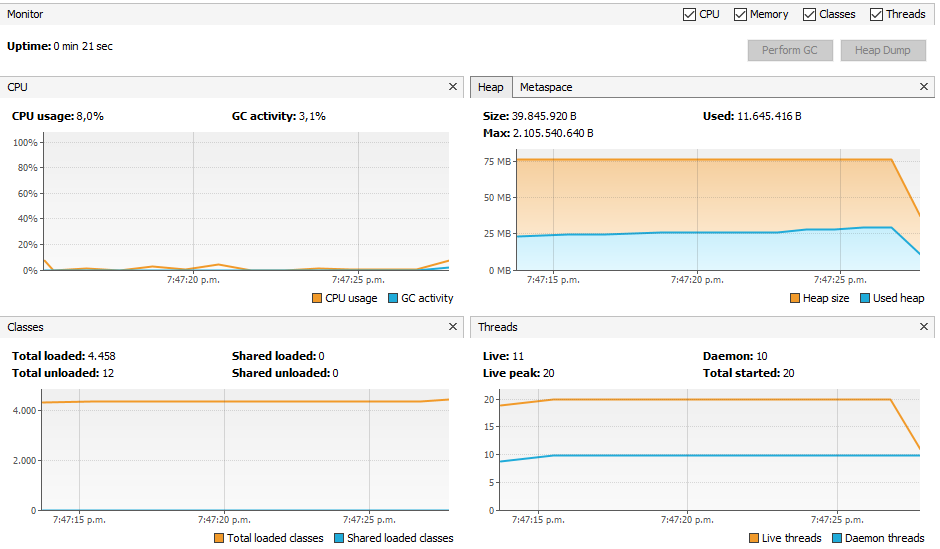 Monitor
CPU Memory Classes Threads
Uptime: 0 min 21 sec
Perform GC Heap Dump
CPU
CPU usage: 8,0% GC activity: 3,1%
100%
80%
60%
40%
20%
0%
7:47:20 p.m. 7:47:25 p.m.
CPU usage GC activity
Heap Metaspace
Size: 39.845.920 B Used: 11.645.416 B
Max: 2.105.540.640 B
75 MB
50 MB
25 MB
0 MB
7:47:15 p.m. 7:47:20 p.m. 7:47:25 p.m.
Heap size Used heap
Classes
Total loaded: 4.458 Shared loaded: 0
Total unloaded: 12 Shared unloaded: 0
4.000
2.000
0
7:47:15 p.m. 7:47:20 p.m. 7:47:25 p.m.
Total loaded classes Shared loaded classes
Threads
Live: 11 Daemon: 10
Live peak: 20 Total started: 20
20
15
10
5
0
7:47:15 p.m. 7:47:20 p.m. 7:47:25 p.m.
Live threads Daemon threads